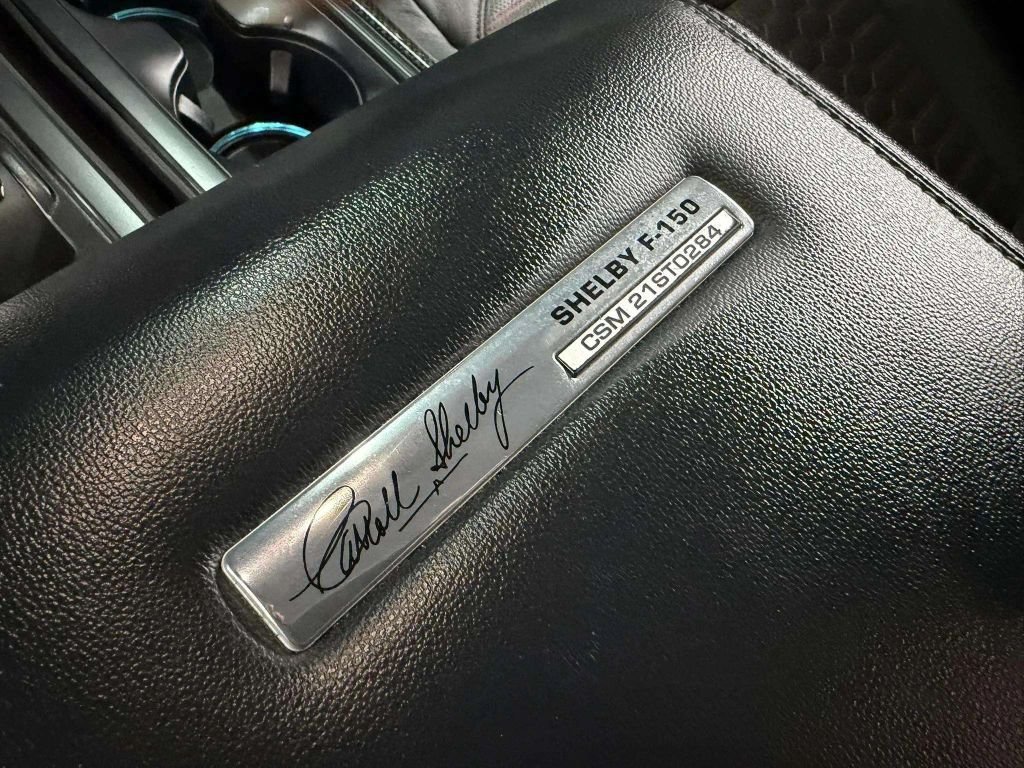 Carroll Shelby
SHELBY F-150
CSM 21ST0284